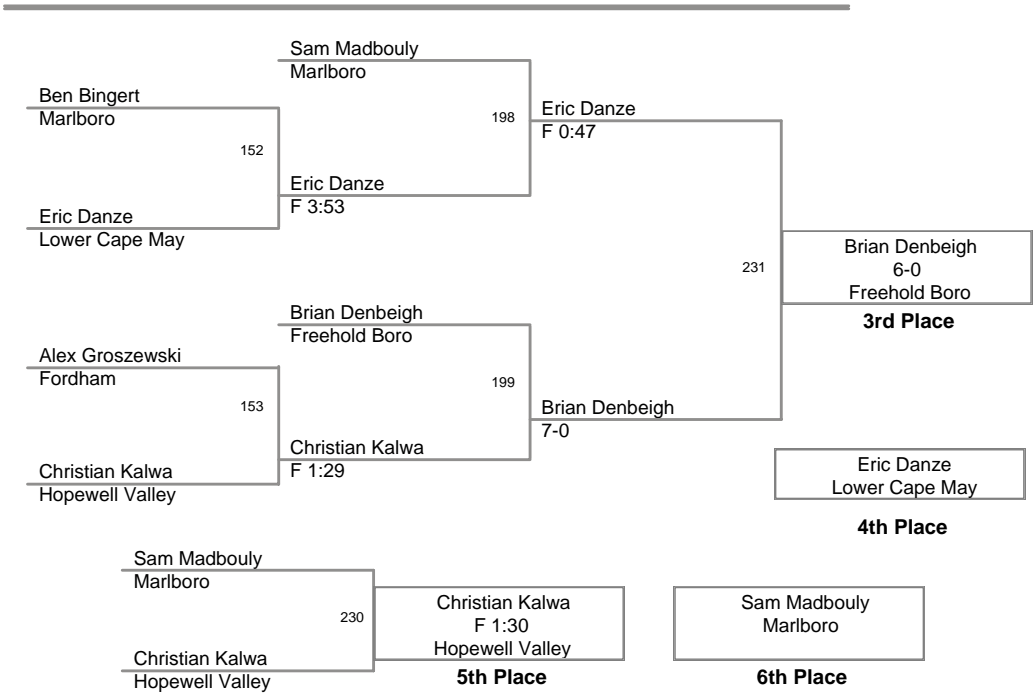 Sam Madbouly
Marlboro
Ben Bingert
Marlboro
198
Eric Danze
F 0:47
152
Eric Danze
F 3:53
Eric Danze
Lower Cape May
231
Brian Denbeigh
6-0
Freehold Boro
3rd Place
Brian Denbeigh
Freehold Boro
Alex Groszewski
Fordham
199
153
Brian Denbeigh
7-0
Christian Kalwa
F 1:29
Christian Kalwa
Hopewell Valley
Eric Danze
Lower Cape May
4th Place
Sam Madbouly
Marlboro
230
Christian Kalwa
F 1:30
Hopewell Valley
5th Place
Sam Madbouly
Marlboro
6th Place
Christian Kalwa
Hopewell Valley